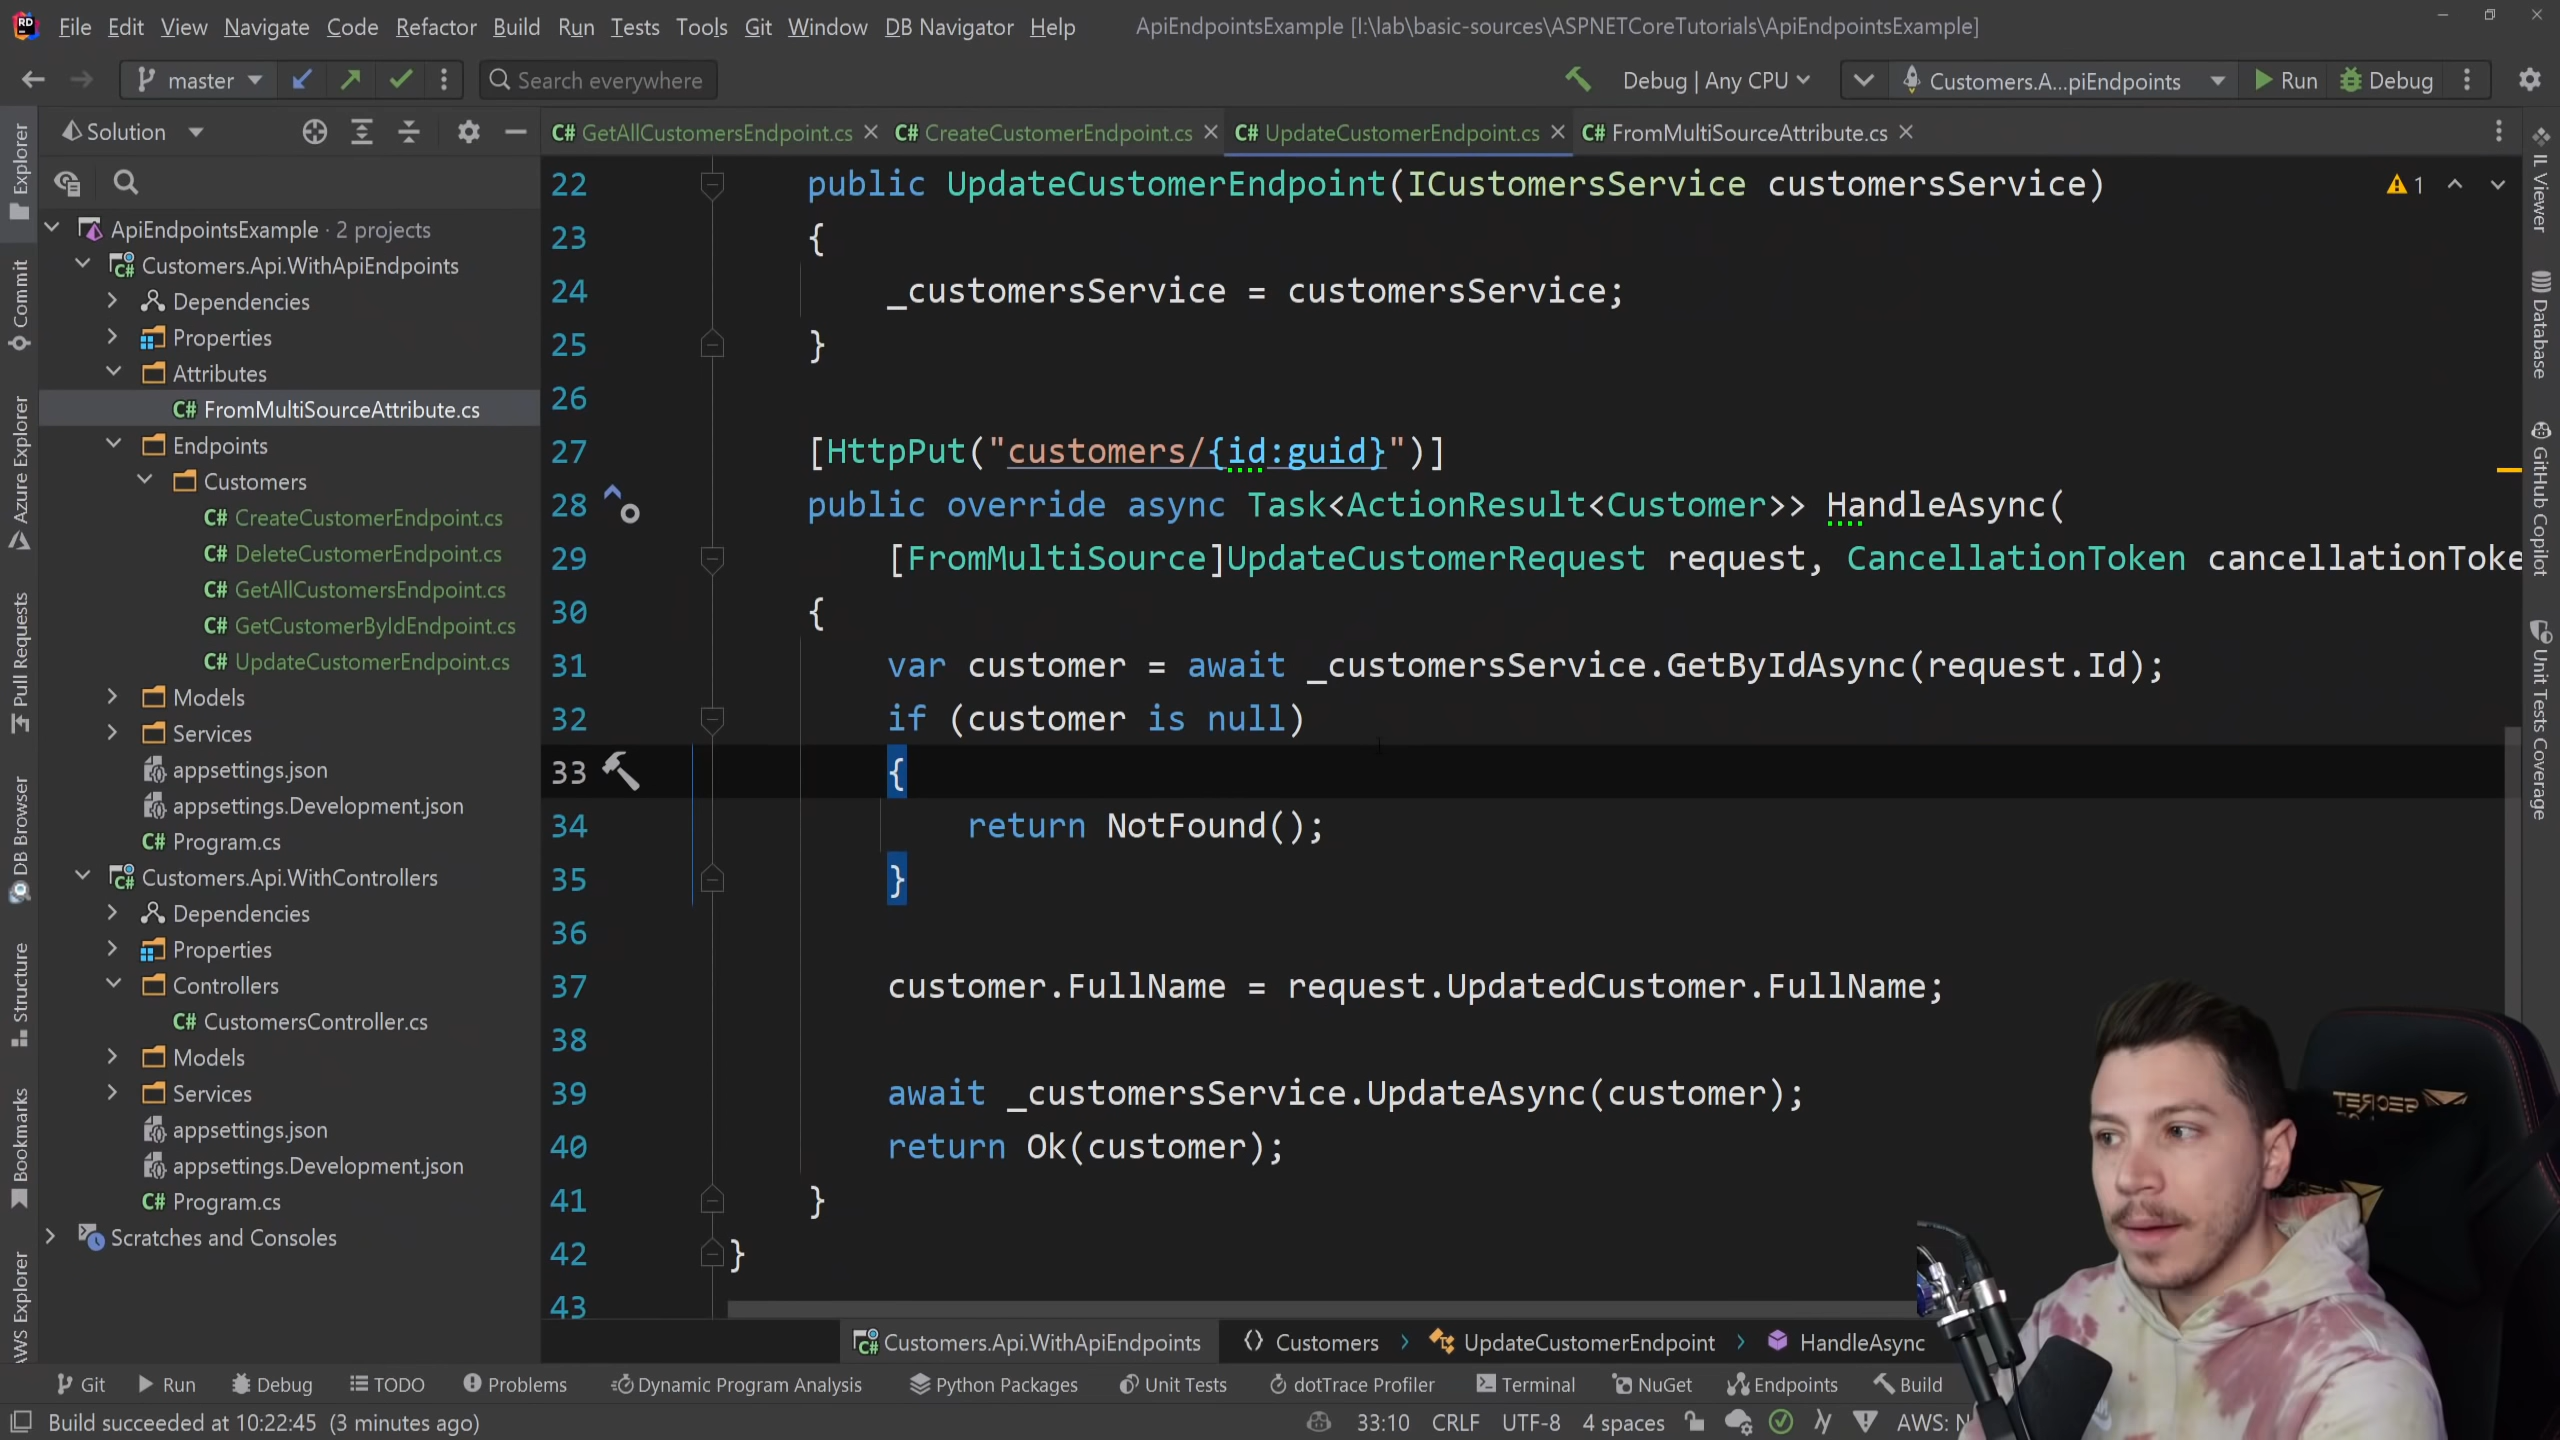 File Edit View Navigate Code Refactor Build Run Tests Tools Git Window DB Navigator Help ApiEndpointsExample [I:\lab\basic-sources\ASPNETCoreTutorials\ApiEndpointsExample]
master Search everywhere Debug | Any CPU Customers.A...piEndpoints Run Debug
Solution
GetAllCustomersEndpoint.cs CreateCustomerEndpoint.cs UpdateCustomerEndpoint.cs FromMultiSourceAttribute.cs
Explorer
Commit
Azure Explorer
Pull Requests
DB Browser
Structure
Bookmarks
AWS Explorer
ApiEndpointsExample · 2 projects
Customers.Api.WithApiEndpoints
Dependencies
Properties
Attributes
C# FromMultiSourceAttribute.cs
Endpoints
Customers
C# CreateCustomerEndpoint.cs
C# DeleteCustomerEndpoint.cs
C# GetAllCustomersEndpoint.cs
C# GetCustomerByIdEndpoint.cs
C# UpdateCustomerEndpoint.cs
Models
Services
appsettings.json
appsettings.Development.json
C# Program.cs
Customers.Api.WithControllers
Dependencies
Properties
Controllers
C# CustomersController.cs
Models
Services
appsettings.json
appsettings.Development.json
C# Program.cs
Scratches and Consoles
22 public UpdateCustomerEndpoint(ICustomersService customersService)
23 {
24 _customersService = customersService;
25 }
26
27 [HttpPut("customers/{id:guid}")]
28 public override async Task<ActionResult<Customer>> HandleAsync(
29 [FromMultiSource]UpdateCustomerRequest request, CancellationToken cancellationToke
30 {
31 var customer = await _customersService.GetByIdAsync(request.Id);
32 if (customer is null)
33 {
34 return NotFound();
35 }
36
37 customer.FullName = request.UpdatedCustomer.FullName;
38
39 await _customersService.UpdateAsync(customer);
40 return Ok(customer);
41 }
42 }
43
1
IL Viewer
Database
GitHub Copilot
Unit Tests Coverage
SECRET
Customers.Api.WithApiEndpoints Customers UpdateCustomerEndpoint HandleAsync
Git Run Debug TODO Problems Dynamic Program Analysis Python Packages Unit Tests dotTrace Profiler Terminal NuGet Endpoints Build
Build succeeded at 10:22:45 (3 minutes ago) 33:10 CRLF UTF-8 4 spaces AWS: N